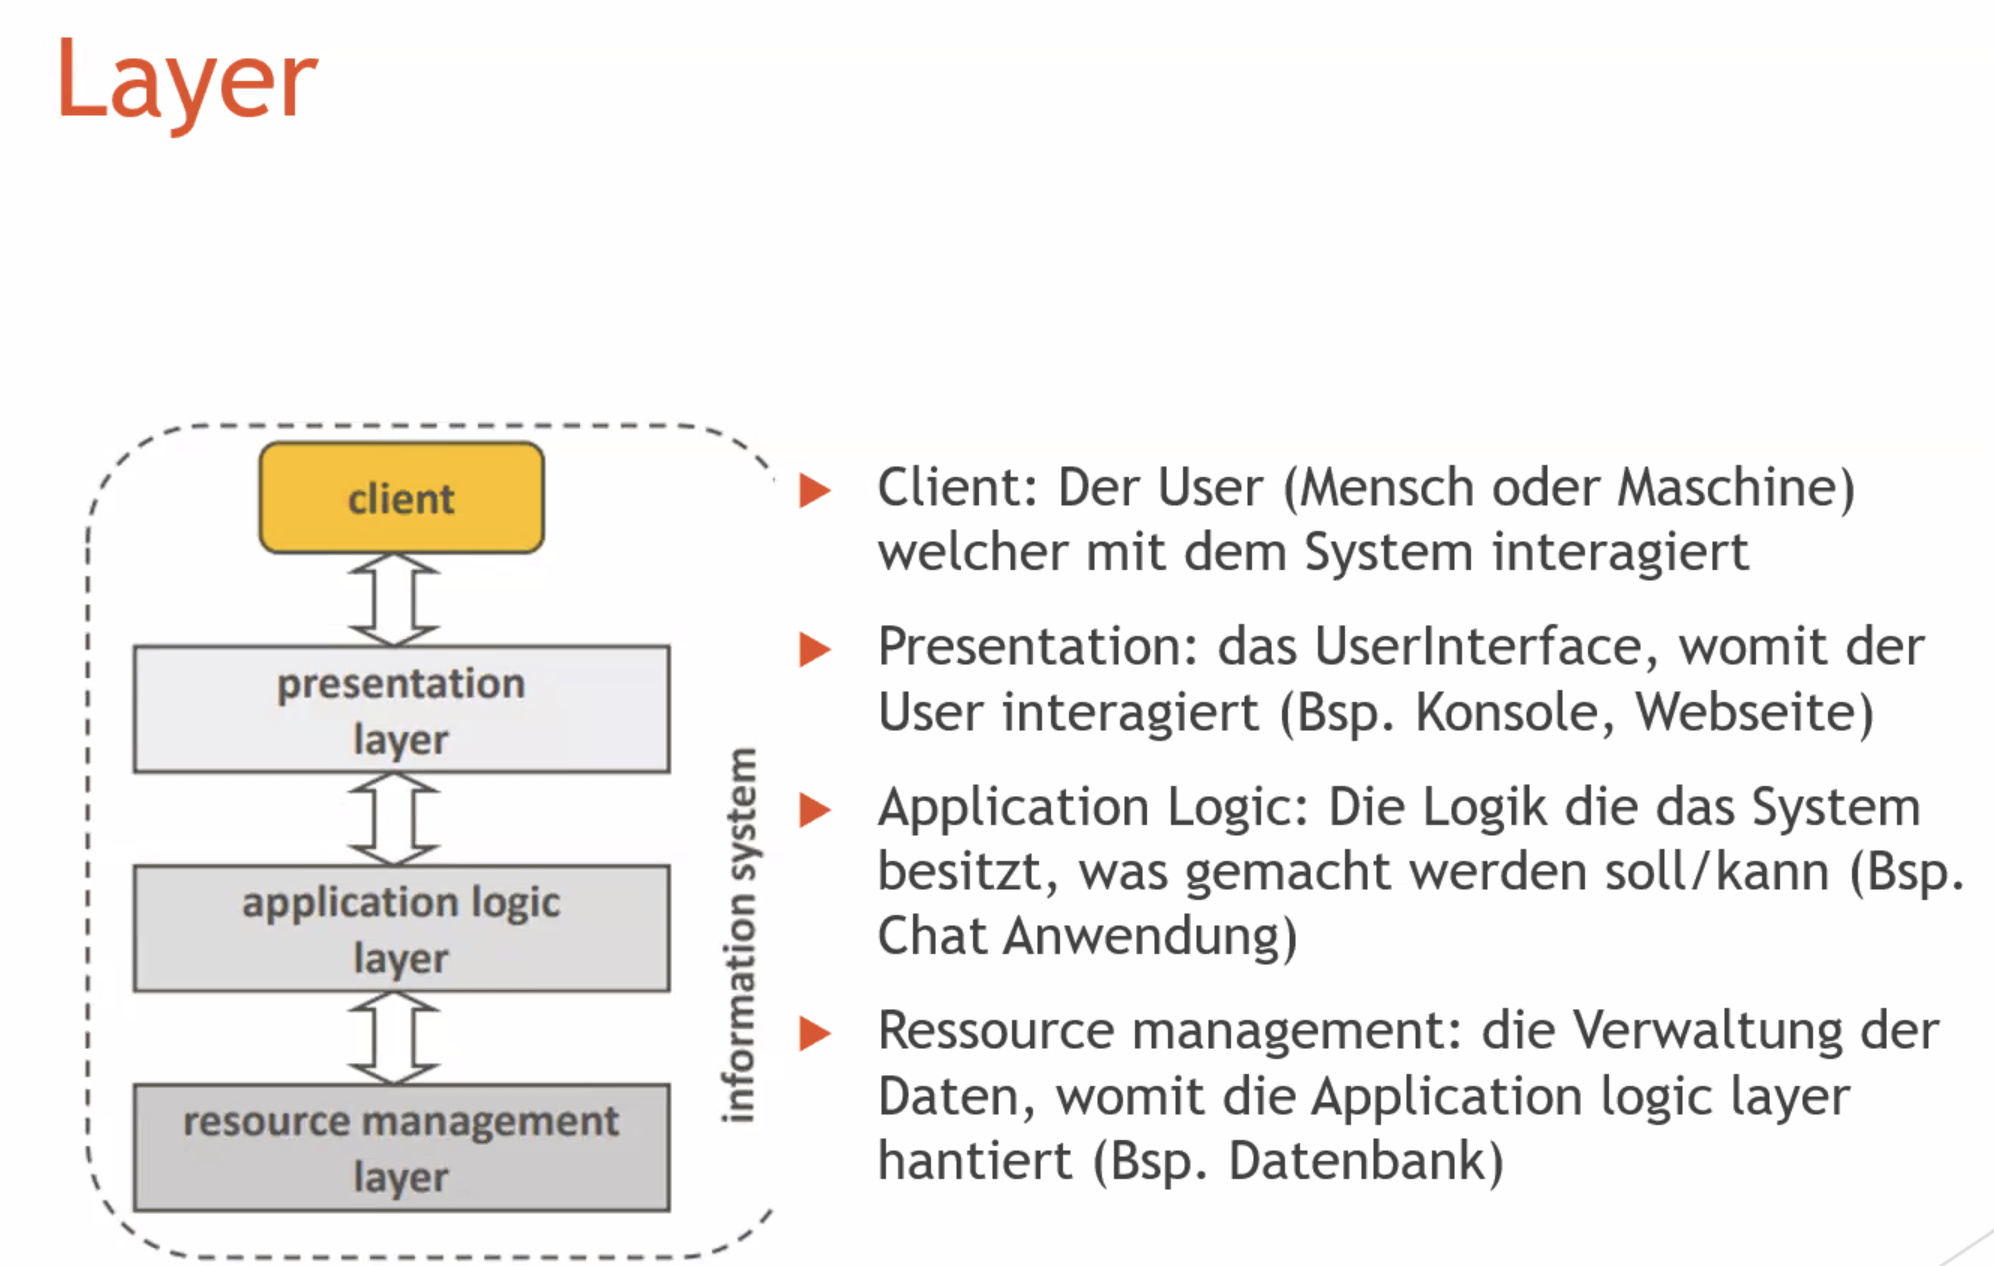 Layer
client
presentation
layer
application logic
layer
resource management
layer
information system
Client: Der User (Mensch oder Maschine)
welcher mit dem System interagiert
Presentation: das UserInterface, womit der
User interagiert (Bsp. Konsole, Webseite)
Application Logic: Die Logik die das System
besitzt, was gemacht werden soll/kann (Bsp.
Chat Anwendung)
Ressource management: die Verwaltung der
Daten, womit die Application logic layer
hantiert (Bsp. Datenbank)